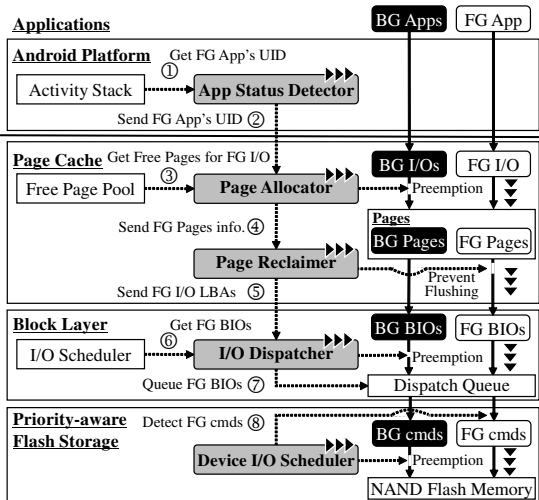 Applications
BG Apps
FG App
Android Platform
Get FG App's UID
①
Activity Stack
App Status Detector
Send FG App's UID ②
Page Cache
Get Free Pages for FG I/O
BG I/Os
FG I/O
③
Free Page Pool
Page Allocator
Preemption
Pages
Send FG Pages info. ④
BG Pages
FG Pages
Page Reclaimer
Prevent
Flushing
Send FG I/O LBAs ⑤
Block Layer
Get FG BIOs
BG BIOs
FG BIOs
⑥
I/O Scheduler
I/O Dispatcher
Preemption
Queue FG BIOs ⑦
Dispatch Queue
Priority-aware
Flash Storage
Detect FG cmds ⑧
BG cmds
FG cmds
Device I/O Scheduler
Preemption
NAND Flash Memory